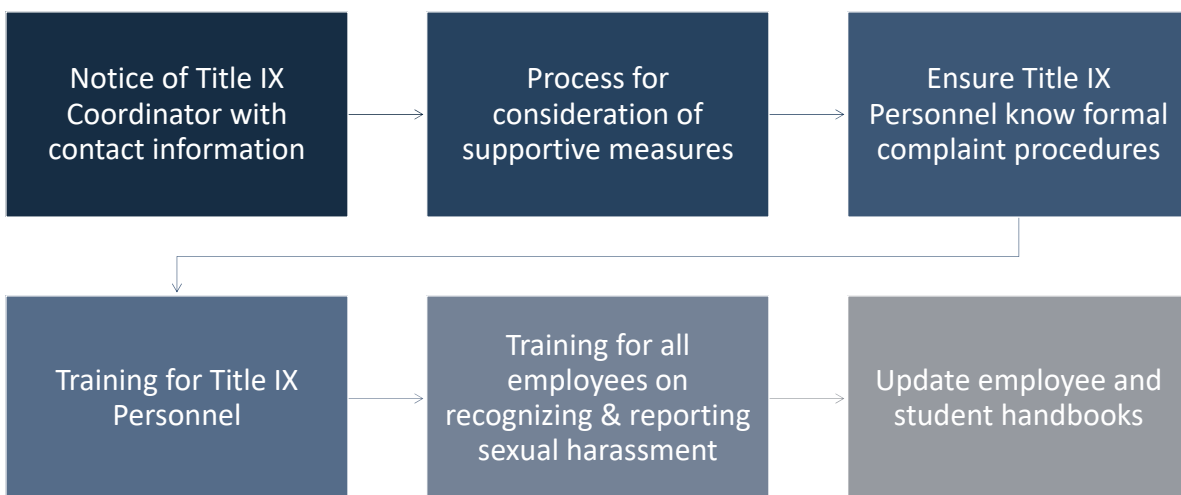 Notice of Title IX
Coordinator with
contact information
Process for
consideration of
supportive measures
Ensure Title IX
Personnel know formal
complaint procedures
Training for Title IX
Personnel
Training for all
employees on
recognizing & reporting
sexual harassment
Update employee and
student handbooks